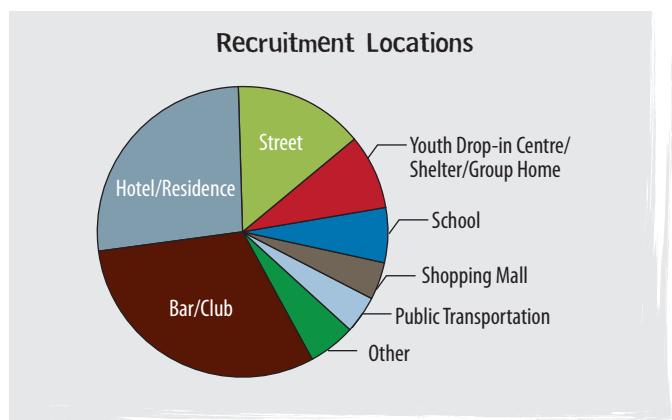 Recruitment Locations
Street
Youth Drop-in Centre/
Shelter/Group Home
Hotel/Residence
School
Shopping Mall
Bar/Club
Public Transportation
Other